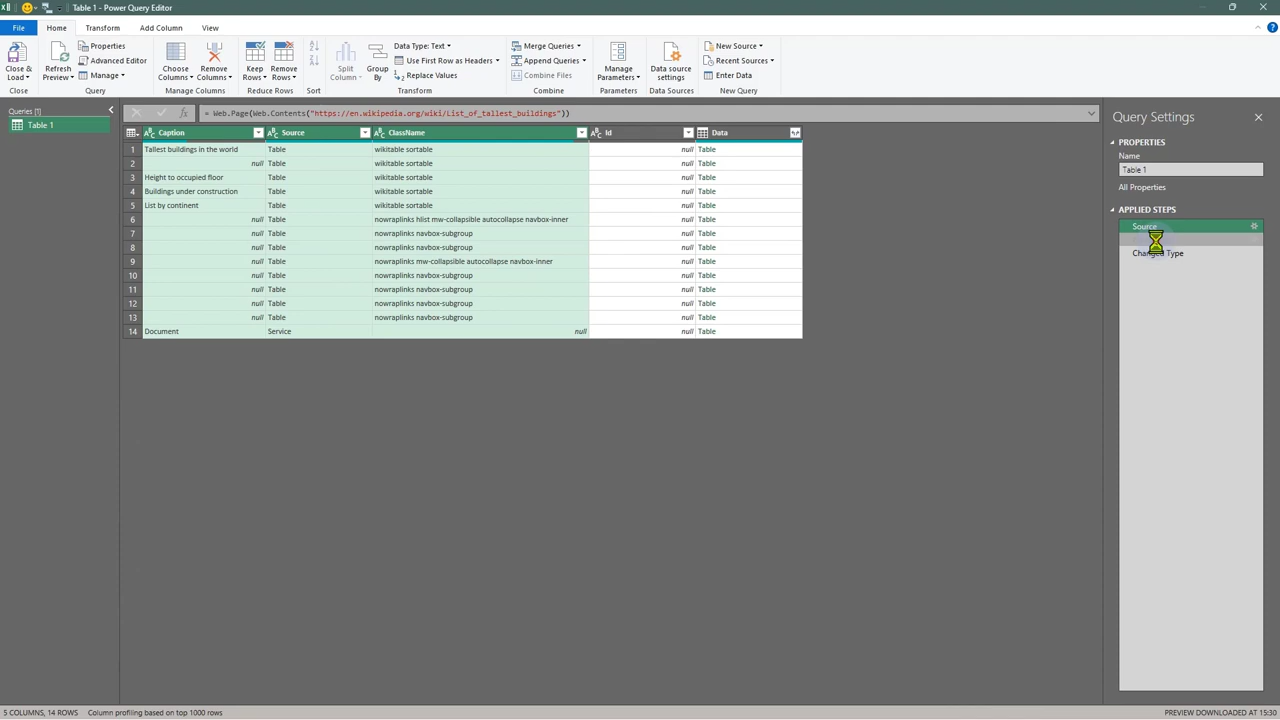 Table 1 - Power Query Editor
File
Home
Transform
Add Column
View
Close & Load
Refresh Preview
Properties
Advanced Editor
Manage
Choose Columns
Remove Columns
Keep Rows
Remove Rows
Split Column
Group By
Data Type: Text
Use First Row as Headers
Replace Values
Merge Queries
Append Queries
Combine Files
Manage Parameters
Data source settings
New Source
Recent Sources
Enter Data
Close
Query
Manage Columns
Reduce Rows
Sort
Transform
Combine
Parameters
Data Sources
New Query
Queries [1]
Table 1
fx
= Web.Page(Web.Contents("https://en.wikipedia.org/wiki/List_of_tallest_buildings"))
Caption Source ClassName Id Data
1 Tallest buildings in the world Table wikitable sortable null Table
2 null Table wikitable sortable null Table
3 Height to occupied floor Table wikitable sortable null Table
4 Buildings under construction Table wikitable sortable null Table
5 List by continent Table wikitable sortable null Table
6 null Table nowraplinks hlist mw-collapsible autocollapse navbox-inner null Table
7 null Table nowraplinks navbox-subgroup null Table
8 null Table nowraplinks navbox-subgroup null Table
9 null Table nowraplinks mw-collapsible autocollapse navbox-inner null Table
10 null Table nowraplinks navbox-subgroup null Table
11 null Table nowraplinks navbox-subgroup null Table
12 null Table nowraplinks navbox-subgroup null Table
13 null Table nowraplinks navbox-subgroup null Table
14 Document Service null null Table
Query Settings
PROPERTIES
Name
Table 1
All Properties
APPLIED STEPS
Source
Changed Type
5 COLUMNS, 14 ROWS
Column profiling based on top 1000 rows
PREVIEW DOWNLOADED AT 15:30